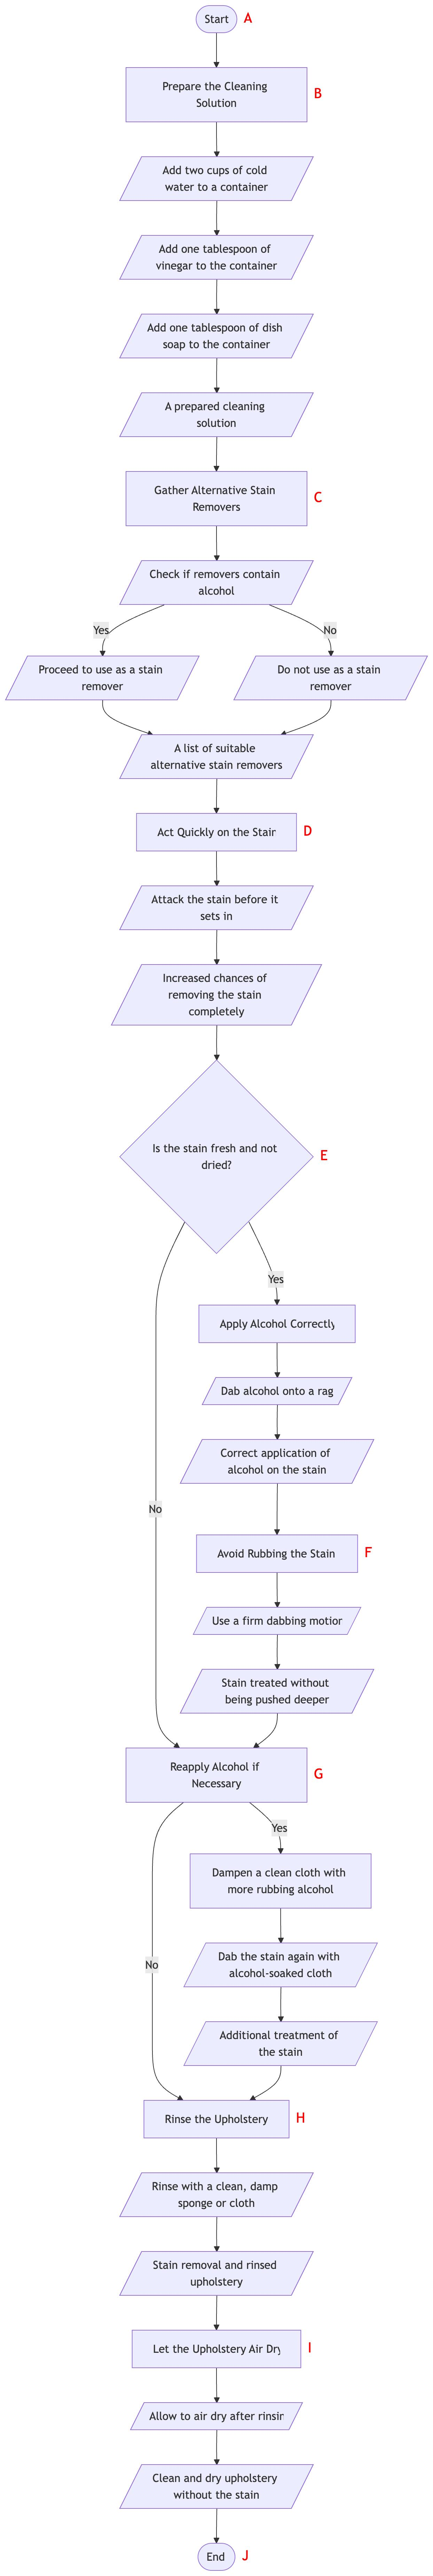 Start
A
Prepare the Cleaning
Solution
B
Add two cups of cold
water to a container
Add one tablespoon of
vinegar to the container
Add one tablespoon of dish
soap to the container
A prepared cleaning
solution
Gather Alternative Stain
Removers
C
Check if removers contain
alcohol
Yes
No
Proceed to use as a stain
remover
Do not use as a stain
remover
A list of suitable
alternative stain removers
Act Quickly on the Stain
D
Attack the stain before it
sets in
Increased chances of
removing the stain
completely
Is the stain fresh and not
dried?
E
Yes
Apply Alcohol Correctly
Dab alcohol onto a rag
Correct application of
alcohol on the stain
No
Avoid Rubbing the Stain
F
Use a firm dabbing motion
Stain treated without
being pushed deeper
Reapply Alcohol if
Necessary
G
Yes
Dampen a clean cloth with
more rubbing alcohol
Dab the stain again with
alcohol-soaked cloth
No
Additional treatment of
the stain
Rinse the Upholstery
H
Rinse with a clean, damp
sponge or cloth
Stain removal and rinsed
upholstery
Let the Upholstery Air Dry
I
Allow to air dry after rinsin
Clean and dry upholstery
without the stain
End
J